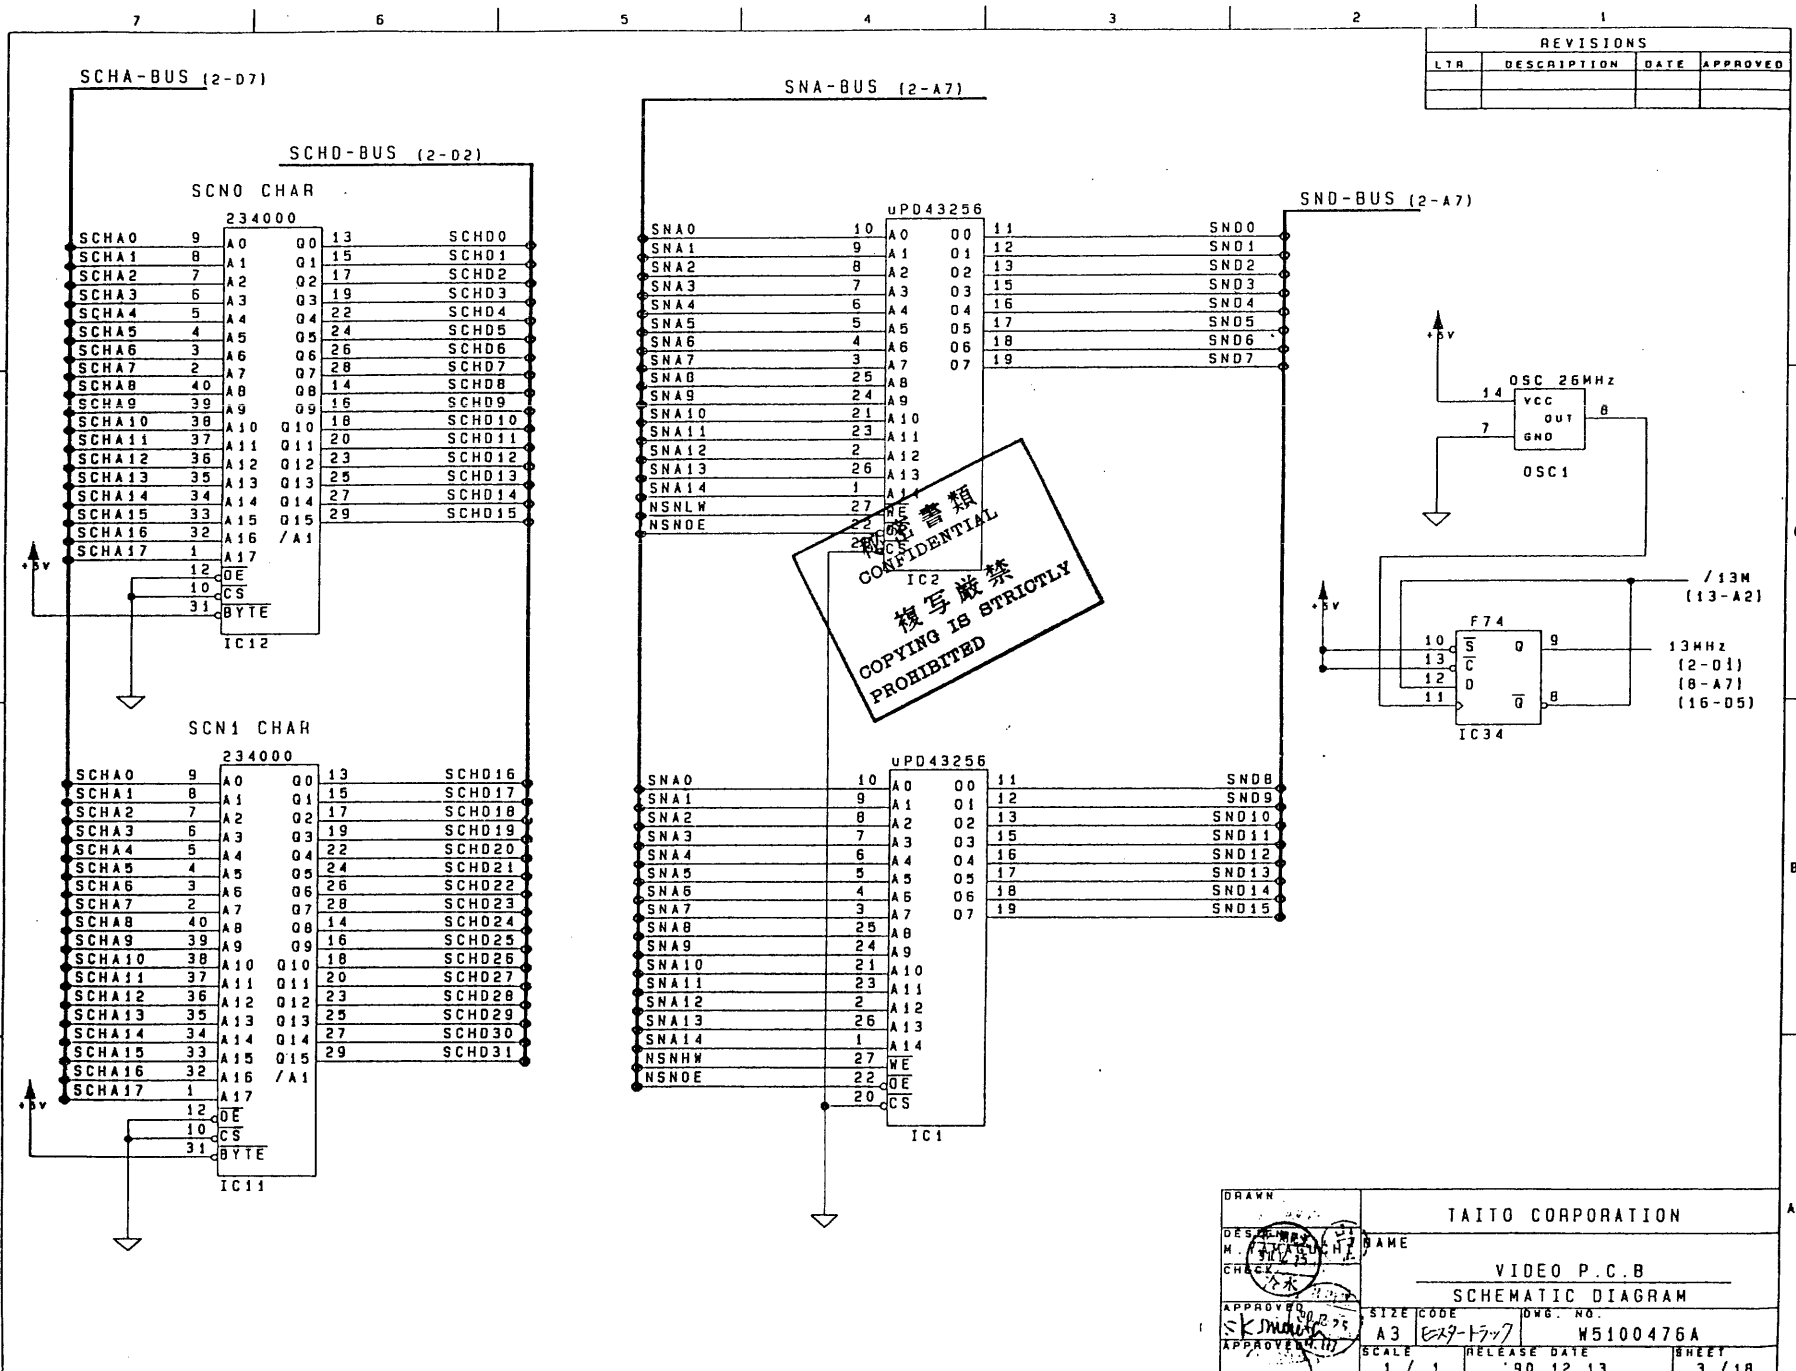 7 6 5 4 3 2 1
REVISIONS
LTR DESCRIPTION DATE APPROVED
SCHA-BUS (2-D7)
SCHD-BUS (2-D2)
SCN0 CHAR
234000
SCHA0 9 A0 Q0 13 SCHD0
SCHA1 8 A1 Q1 15 SCHD1
SCHA2 7 A2 Q2 17 SCHD2
SCHA3 6 A3 Q3 19 SCHD3
SCHA4 5 A4 Q4 22 SCHD4
SCHA5 4 A5 Q5 24 SCHD5
SCHA6 3 A6 Q6 26 SCHD6
SCHA7 2 A7 Q7 28 SCHD7
SCHA8 40 A8 Q8 14 SCHD8
SCHA9 39 A9 Q9 16 SCHD9
SCHA10 38 A10 Q10 18 SCHD10
SCHA11 37 A11 Q11 20 SCHD11
SCHA12 36 A12 Q12 23 SCHD12
SCHA13 35 A13 Q13 25 SCHD13
SCHA14 34 A14 Q14 27 SCHD14
SCHA15 33 A15 Q15 29 SCHD15
SCHA16 32 A16 /A1
SCHA17 1 A17
+5V
12 OE
10 CS
31 BYTE
IC12
SCN1 CHAR
234000
SCHA0 9 A0 Q0 13 SCHD16
SCHA1 8 A1 Q1 15 SCHD17
SCHA2 7 A2 Q2 17 SCHD18
SCHA3 6 A3 Q3 19 SCHD19
SCHA4 5 A4 Q4 22 SCHD20
SCHA5 4 A5 Q5 24 SCHD21
SCHA6 3 A6 Q6 26 SCHD22
SCHA7 2 A7 Q7 28 SCHD23
SCHA8 40 A8 Q8 14 SCHD24
SCHA9 39 A9 Q9 16 SCHD25
SCHA10 38 A10 Q10 18 SCHD26
SCHA11 37 A11 Q11 20 SCHD27
SCHA12 36 A12 Q12 23 SCHD28
SCHA13 35 A13 Q13 25 SCHD29
SCHA14 34 A14 Q14 27 SCHD30
SCHA15 33 A15 Q15 29 SCHD31
SCHA16 32 A16 /A1
SCHA17 1 A17
+5V
12 OE
10 CS
31 BYTE
IC11
SNA-BUS (2-A7)
SND-BUS (2-A7)
uPD43256
SNA0 10 A0 O0 11 SND0
SNA1 9 A1 O1 12 SND1
SNA2 8 A2 O2 13 SND2
SNA3 7 A3 O3 15 SND3
SNA4 6 A4 O4 16 SND4
SNA5 5 A5 O5 17 SND5
SNA6 4 A6 O6 18 SND6
SNA7 3 A7 O7 19 SND7
SNA8 25 A8
SNA9 24 A9
SNA10 21 A10
SNA11 23 A11
SNA12 2 A12
SNA13 26 A13
SNA14 1 A14
NSNLW 27 WE
NSNOE 22
CS
IC2
書類
CONFIDENTIAL
複写厳禁
COPYING IS STRICTLY
PROHIBITED
uPD43256
SNA0 10 A0 O0 11 SND8
SNA1 9 A1 O1 12 SND9
SNA2 8 A2 O2 13 SND10
SNA3 7 A3 O3 15 SND11
SNA4 6 A4 O4 16 SND12
SNA5 5 A5 O5 17 SND13
SNA6 4 A6 O6 18 SND14
SNA7 3 A7 O7 19 SND15
SNA8 25 A8
SNA9 24 A9
SNA10 21 A10
SNA11 23 A11
SNA12 2 A12
SNA13 26 A13
SNA14 1 A14
NSNHW 27 WE
NSNOE 22 OE
20 CS
IC1
+5V
OSC 26MHz
14 VCC
OUT 8
7 GND
OSC1
/13M
(13-A2)
+5V
F74
10 S Q 9
13 C
12 D
11 Q 8
IC34
13MHz
(2-D1)
(8-A7)
(16-D5)
B
A
DRAWN
TAITO CORPORATION
M. YAMAGUCHI
NAME
VIDEO P.C.B
CHECK
冷水
SCHEMATIC DIAGRAM
APPROVED
SIZE CODE DWG. NO.
A3 W5100476A
APPROVED
SCALE RELEASE DATE SHEET
1 / 1 '90.12.13 3 /18